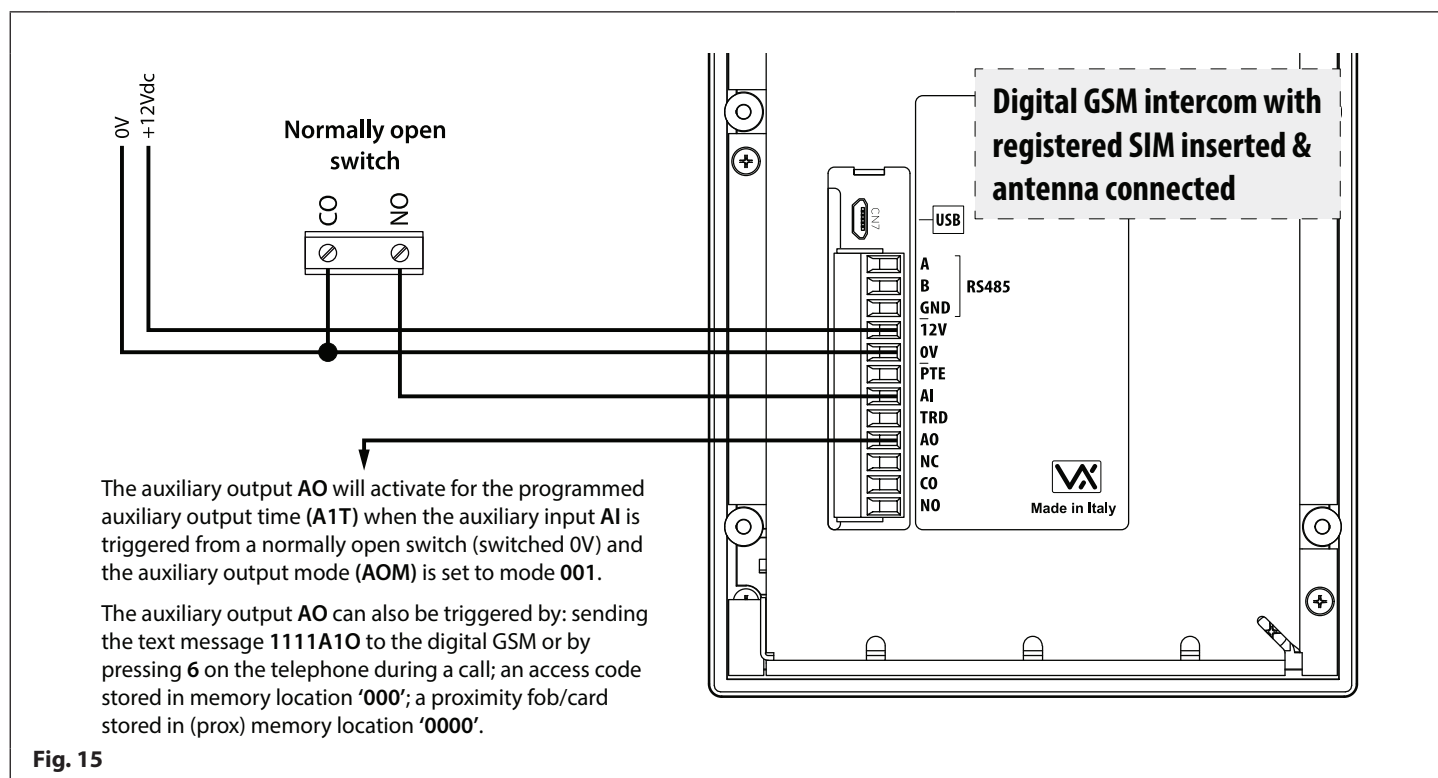 0V
+12Vdc
Normally open
switch
CO
NO
Digital GSM intercom with
registered SIM inserted &
antenna connected
CN7
USB
A
B
GND
RS485
12V
0V
PTE
AI
TRD
AO
NC
CO
NO
Made in Italy
The auxiliary output AO will activate for the programmed
auxiliary output time (A1T) when the auxiliary input AI is
triggered from a normally open switch (switched 0V) and
the auxiliary output mode (AOM) is set to mode 001.
The auxiliary output AO can also be triggered by: sending
the text message 1111A1O to the digital GSM or by
pressing 6 on the telephone during a call; an access code
stored in memory location ‘000’; a proximity fob/card
stored in (prox) memory location ‘0000’.
Fig. 15